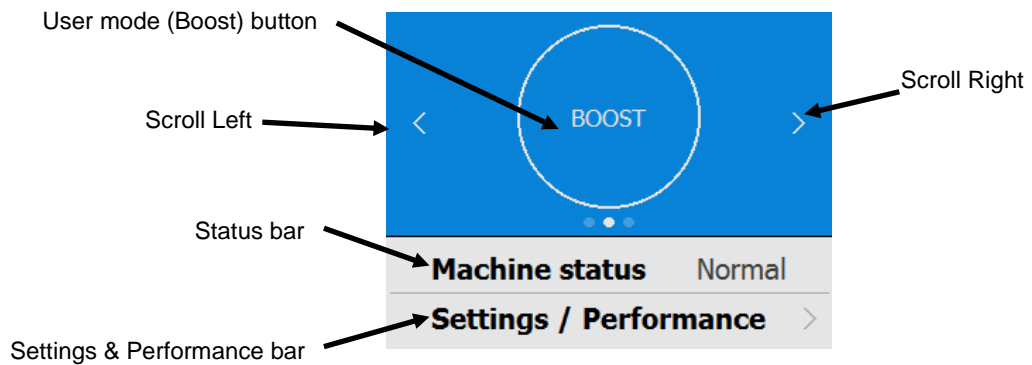 User mode (Boost) button
Scroll Right
BOOST
Scroll Left
Status bar
Machine status Normal
Settings / Performance
Settings & Performance bar